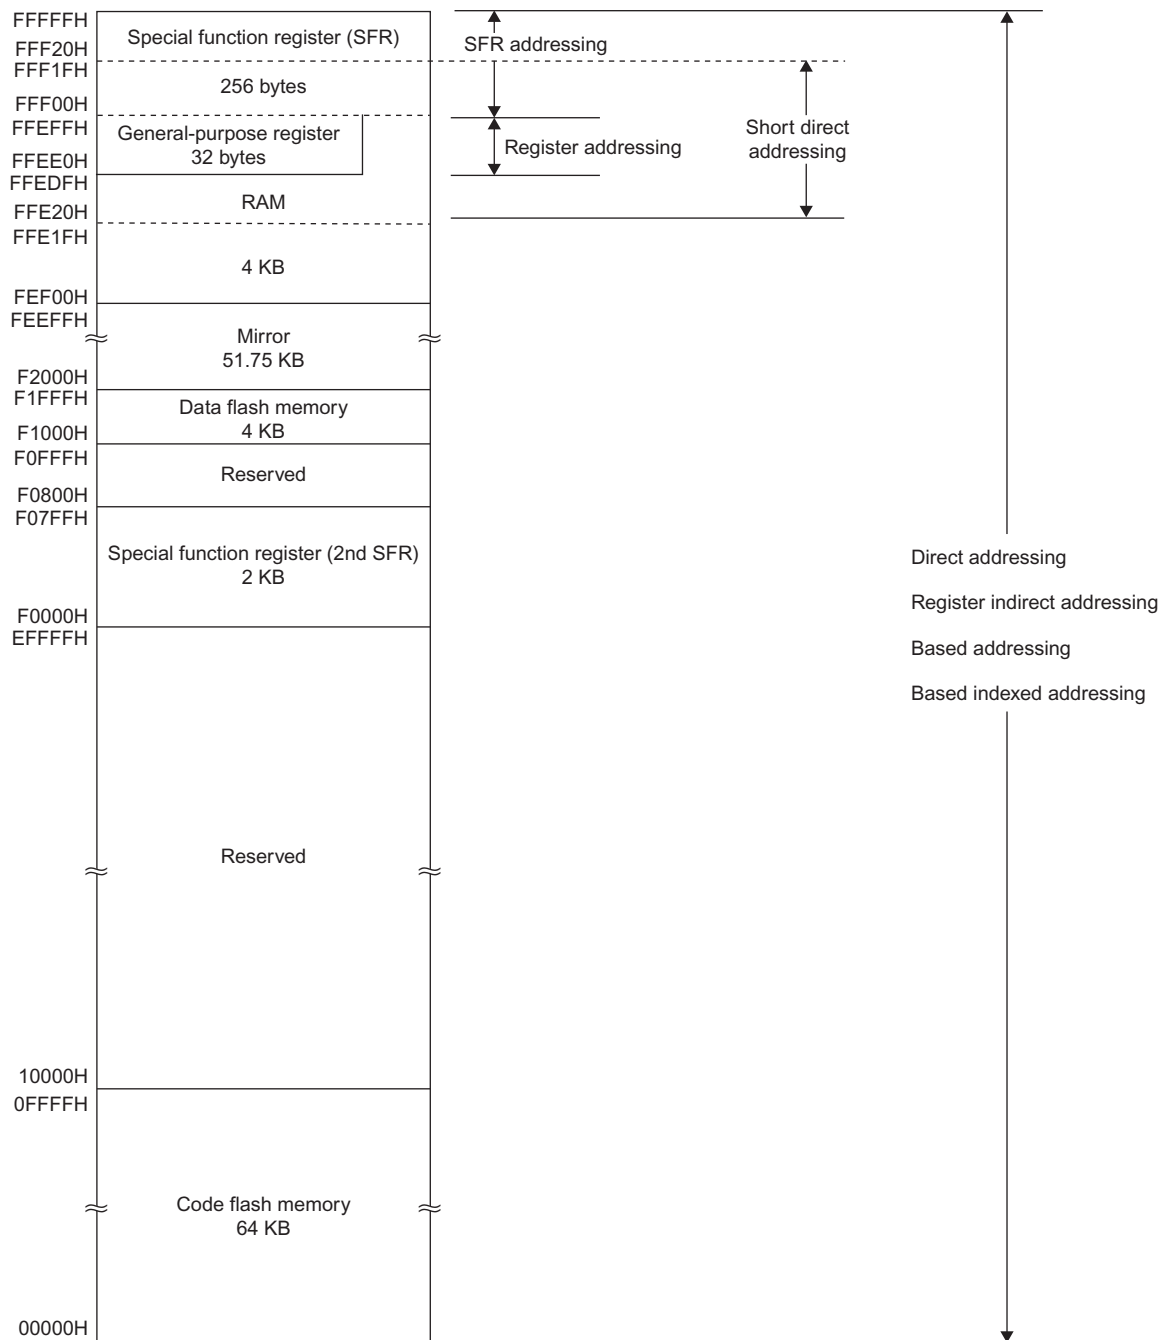 FFFFFH
Special function register (SFR)
SFR addressing
FFF20H
FFF1FH
256 bytes
FFF00H
FFEFFH
General-purpose register
32 bytes
Register addressing
Short direct
addressing
FFEE0H
FFEDFH
RAM
FFE20H
FFE1FH
4 KB
FEF00H
FEEFFH
Mirror
51.75 KB
F2000H
F1FFFH
Data flash memory
4 KB
F1000H
F0FFFH
Reserved
F0800H
F07FFH
Special function register (2nd SFR)
2 KB
Direct addressing
Register indirect addressing
Based addressing
Based indexed addressing
F0000H
EFFFFH
Reserved
10000H
0FFFFH
Code flash memory
64 KB
00000H